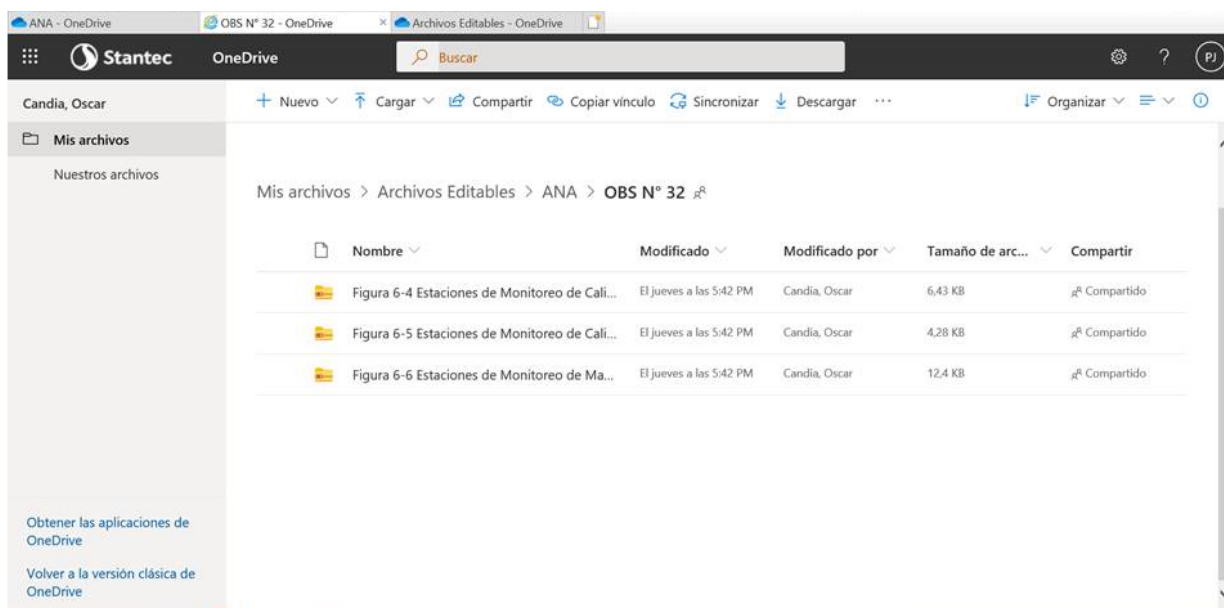 ANA - OneDrive
OBS N° 32 - OneDrive
Archivos Editables - OneDrive
Stantec
OneDrive
Buscar
PJ
Candia, Oscar
Nuevo
Cargar
Compartir
Copiar vínculo
Sincronizar
Descargar
Organizar
Mis archivos
Nuestros archivos
Mis archivos > Archivos Editables > ANA > OBS N° 32
Nombre Modificado Modificado por Tamaño de arc... Compartir
Figura 6-4 Estaciones de Monitoreo de Cali... El jueves a las 5:42 PM Candia, Oscar 6,43 KB Compartido
Figura 6-5 Estaciones de Monitoreo de Cali... El jueves a las 5:42 PM Candia, Oscar 4,28 KB Compartido
Figura 6-6 Estaciones de Monitoreo de Ma... El jueves a las 5:42 PM Candia, Oscar 12,4 KB Compartido
Obtener las aplicaciones de
OneDrive
Volver a la versión clásica de
OneDrive